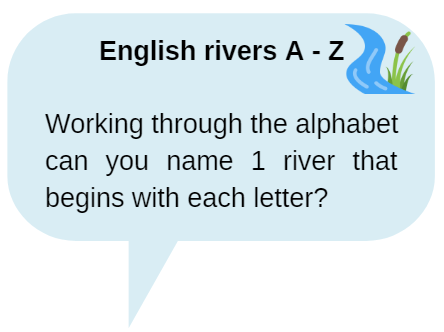 English rivers A - Z
Working through the alphabet
can you name 1 river that
begins with each letter?